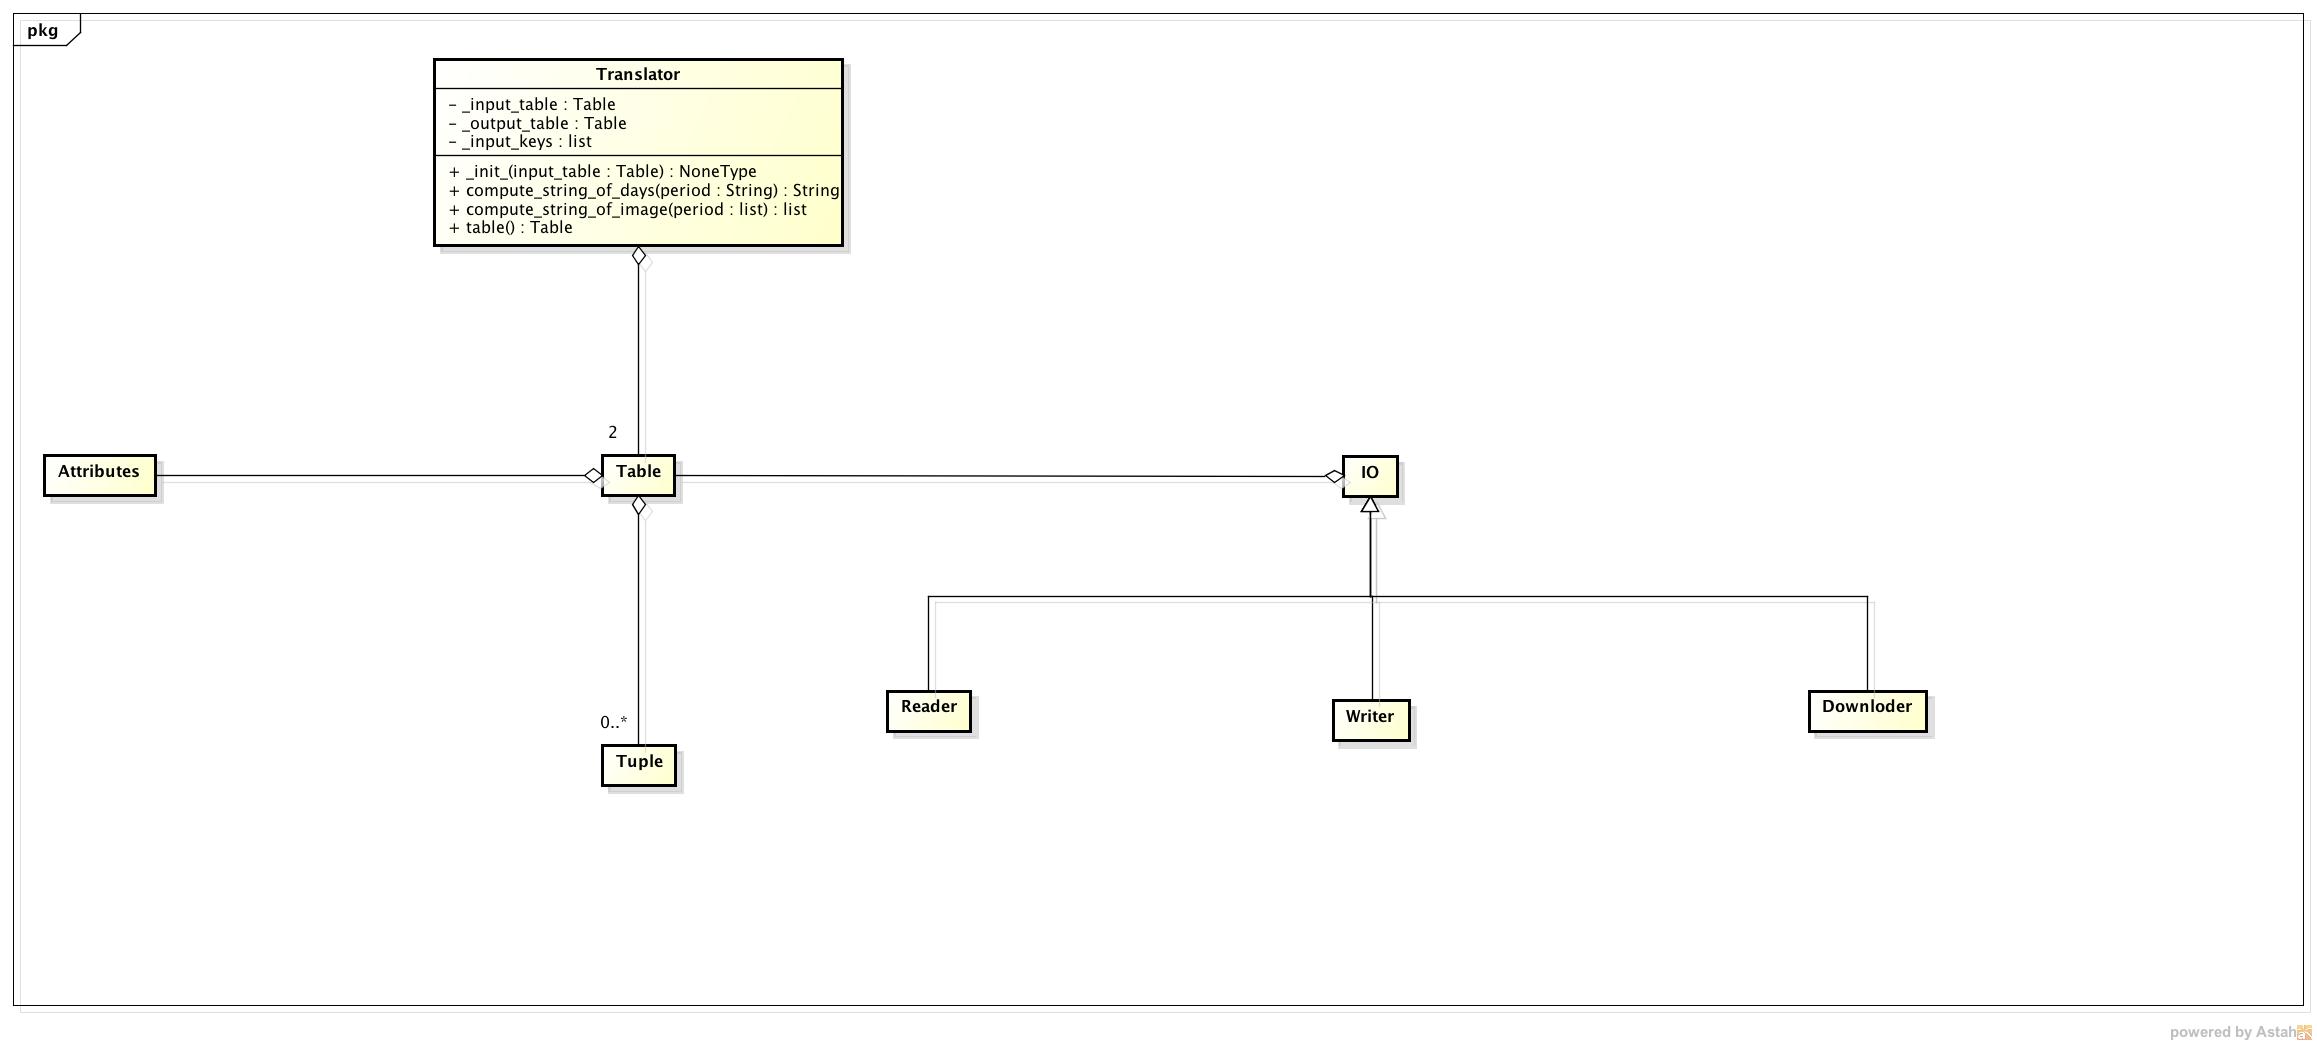 pkg
Translator
- _input_table : Table
- _output_table : Table
- _input_keys : list
+ _init_(input_table : Table) : NoneType
+ compute_string_of_days(period : String) : String
+ compute_string_of_image(period : list) : list
+ table() : Table
2
Attributes
Table
IO
Reader
Writer
Downloder
0..*
Tuple
powered by Astah